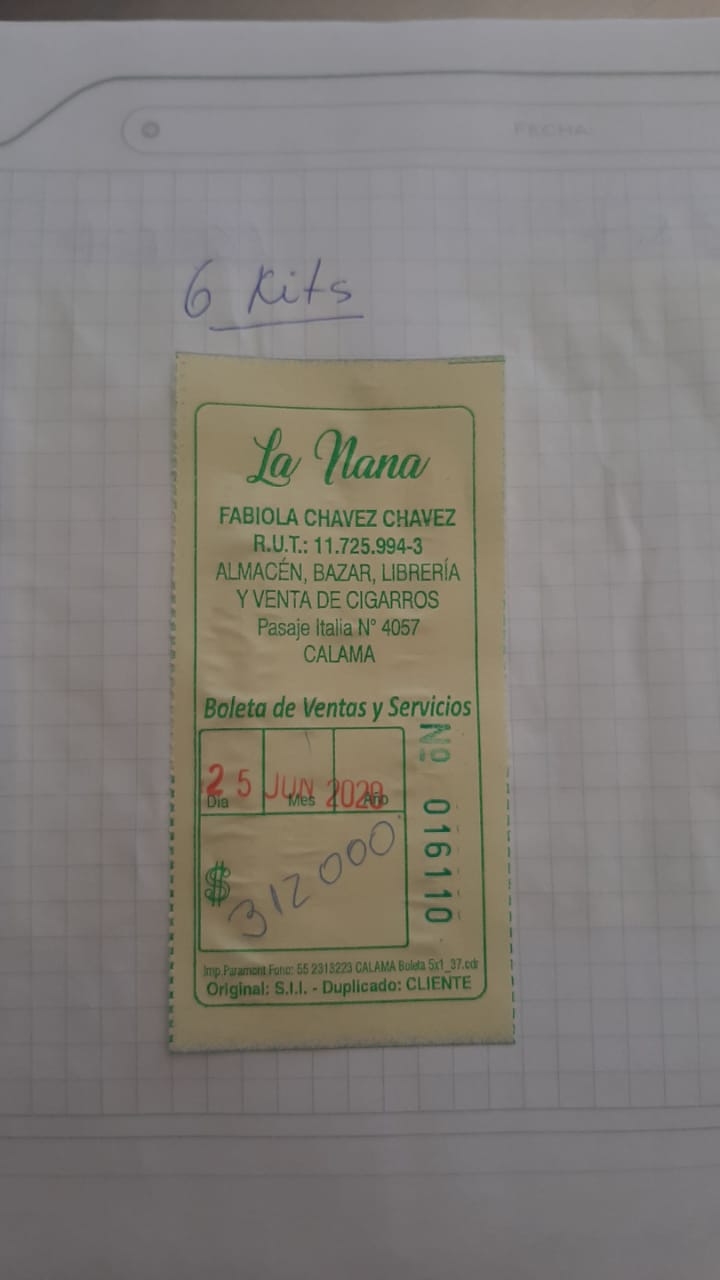 FECHA:
6 Kits
La Nana
FABIOLA CHAVEZ CHAVEZ
R.U.T.: 11.725.994-3
ALMACÉN, BAZAR, LIBRERÍA
Y VENTA DE CIGARROS
Pasaje Italia N° 4057
CALAMA
Boleta de Ventas y Servicios
Nº 016110
25 JUN 2020
Día Mes Año
$ 312000
Imp.Paramont Fono: 55 2313223 CALAMA Boleta 5x1_37.cdr
Original: S.I.I. - Duplicado: CLIENTE